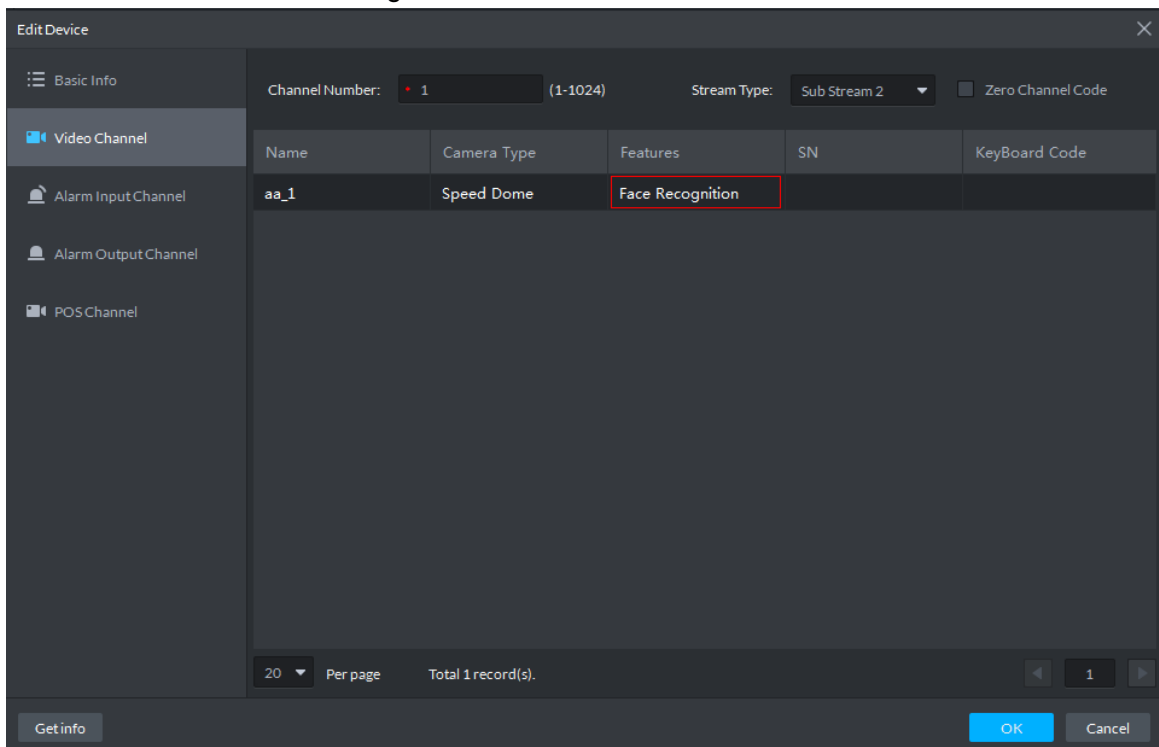 Edit Device
Basic Info
Video Channel
Alarm Input Channel
Alarm Output Channel
POS Channel
Channel Number: * 1 (1-1024) Stream Type: Sub Stream 2 Zero Channel Code
Name Camera Type Features SN KeyBoard Code
aa_1 Speed Dome Face Recognition
20 Per page Total 1 record(s). 1
Get info OK Cancel